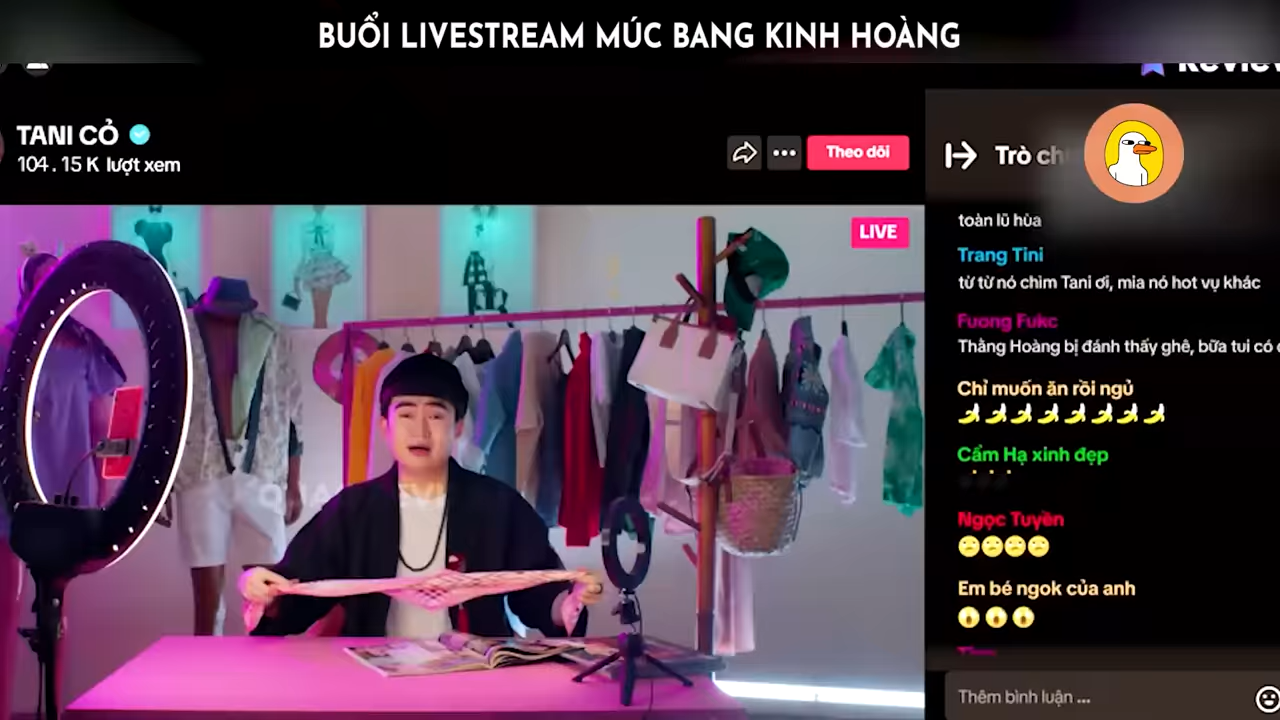 BUỔI LIVESTREAM MÚC BANG KINH HOÀNG
TANI CỎ
104.15 K lượt xem
Theo dõi
Trò
LIVE
toàn lũ hùa
Trang Tini
từ từ nó chìm Tani ơi, mia nó hot vụ khác
Fuong Fukc
Thằng Hoàng bị đánh thấy ghê, bữa tui có
Chỉ muốn ăn rồi ngủ
Cẩm Hạ xinh đẹp
Ngọc Tuyền
Em bé ngok của anh
Thêm bình luận ...